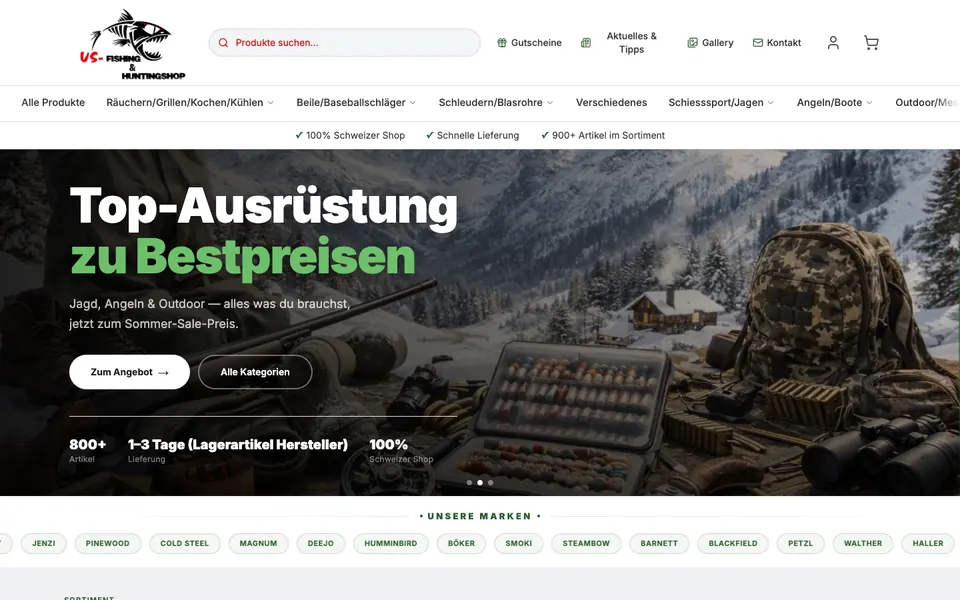 US- FISHING
&
HUNTINGSHOP
Produkte suchen...
Gutscheine
Aktuelles &
Tipps
Gallery
Kontakt
Alle Produkte
Räuchern/Grillen/Kochen/Kühlen
Beile/Baseballschläger
Schleudern/Blasrohre
Verschiedenes
Schiesssport/Jagen
Angeln/Boote
✓ 100% Schweizer Shop
✓ Schnelle Lieferung
✓ 900+ Artikel im Sortiment
Top-Ausrüstung
zu Bestpreisen
Jagd, Angeln & Outdoor — alles was du brauchst,
jetzt zum Sommer-Sale-Preis.
Zum Angebot →
Alle Kategorien
800+
Artikel
1–3 Tage (Lagerartikel Hersteller)
Lieferung
100%
Schweizer Shop
• UNSERE MARKEN •
JENZI
PINEWOOD
COLD STEEL
MAGNUM
DEEJO
HUMMINBIRD
BÖKER
SMOKI
STEAMBOW
BARNETT
BLACKFIELD
PETZL
WALTHER
HALLER